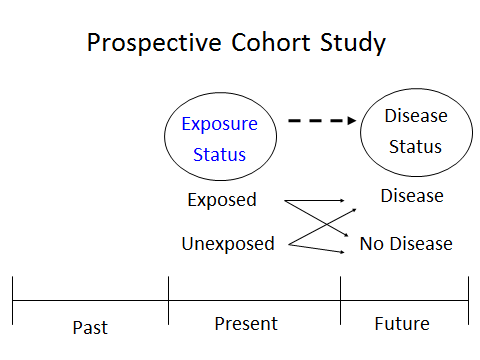 Prospective Cohort Study
Exposure
Status
Disease
Status
Exposed
Disease
Unexposed
No Disease
Past
Present
Future